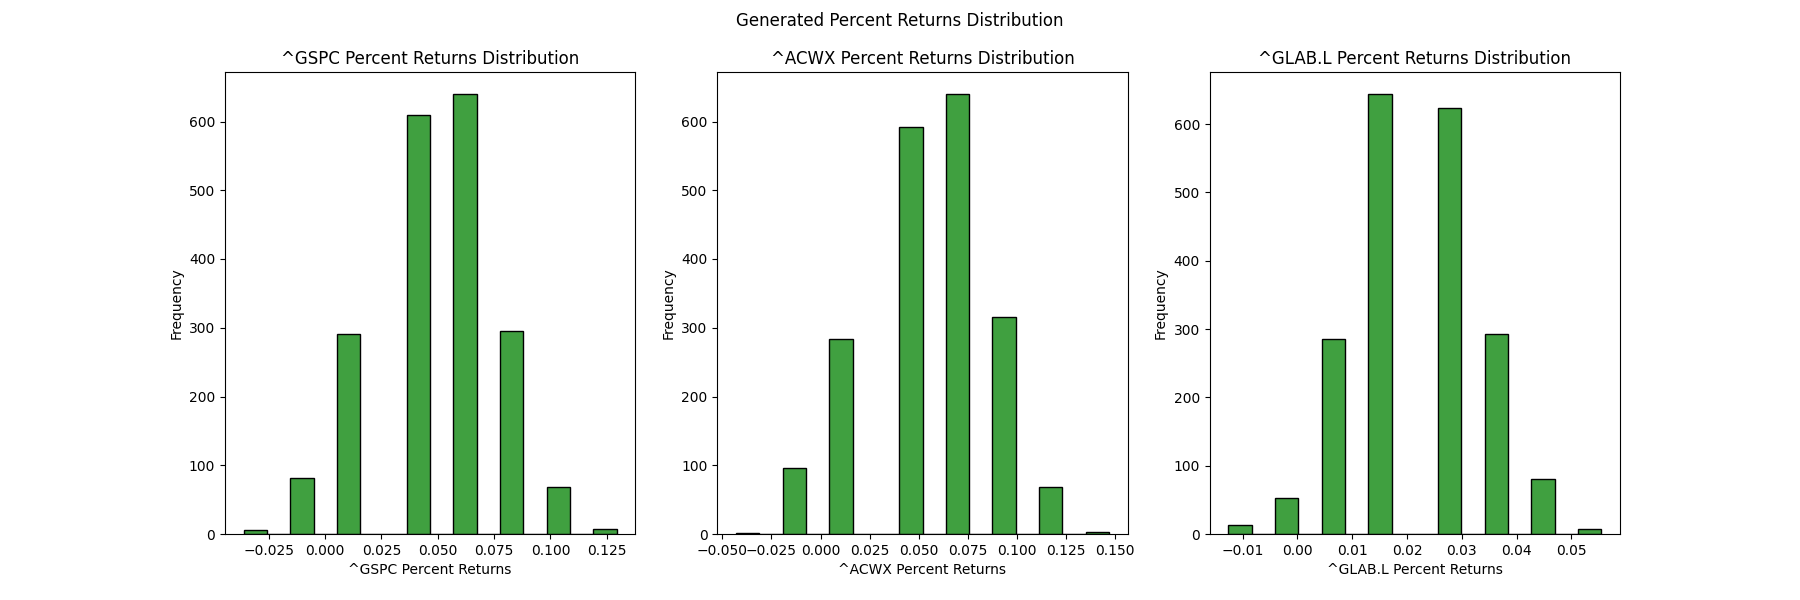 Generated Percent Returns Distribution
^GSPC Percent Returns Distribution
Frequency
600
500
400
300
200
100
0
−0.025 0.000 0.025 0.050 0.075 0.100 0.125
^GSPC Percent Returns
^ACWX Percent Returns Distribution
Frequency
600
500
400
300
200
100
0
−0.050 −0.025 0.000 0.025 0.050 0.075 0.100 0.125 0.150
^ACWX Percent Returns
^GLAB.L Percent Returns Distribution
Frequency
600
500
400
300
200
100
0
−0.01 0.00 0.01 0.02 0.03 0.04 0.05
^GLAB.L Percent Returns